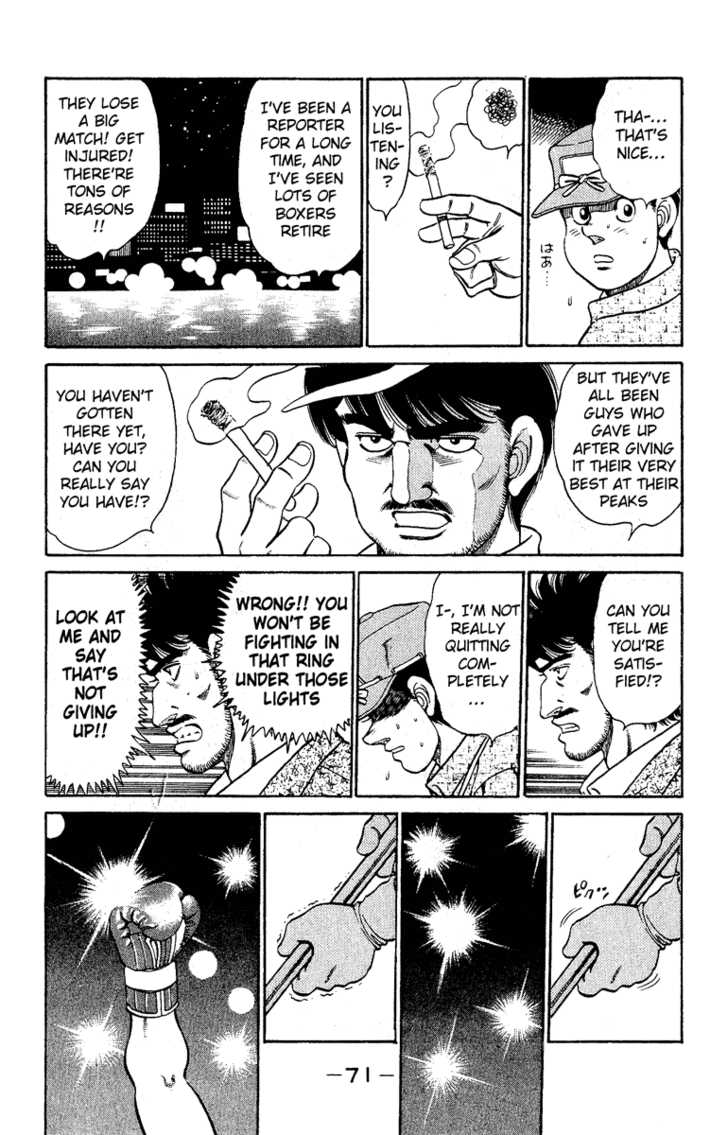 THA-...
THAT'S
NICE...
はぁ…
YOU
LIS-
TEN-
ING
?
I'VE BEEN A
REPORTER
FOR A LONG
TIME, AND
I'VE SEEN
LOTS OF
BOXERS
RETIRE
THEY LOSE
A BIG
MATCH! GET
INJURED!
THERE'RE
TONS OF
REASONS
!!
BUT THEY'VE
ALL BEEN
GUYS WHO
GAVE UP
AFTER GIVING
IT THEIR VERY
BEST AT THEIR
PEAKS
YOU HAVEN'T
GOTTEN
THERE YET,
HAVE YOU?
CAN YOU
REALLY SAY
YOU HAVE!?
CAN YOU
TELL ME
YOU'RE
SATIS-
FIED!?
I-, I'M NOT
REALLY
QUITTING
COM-
PLETELY
...
WRONG!! YOU
WON'T BE
FIGHTING IN
THAT RING
UNDER THOSE
LIGHTS
LOOK AT
ME AND
SAY
THAT'S
NOT
GIVING
UP!!
ピクッ
-71-